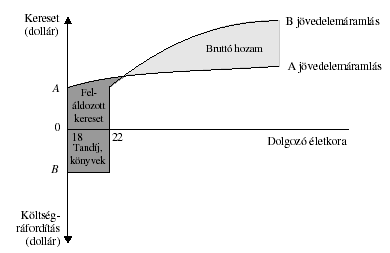 Kereset
(dollár)
B jövedelemáramlás
Bruttó hozam
A jövedelemáramlás
A
Fel-
áldozott
kereset
0
18
22
Tandíj,
könyvek
Dolgozó életkora
B
Költség-
ráfordítás
(dollár)